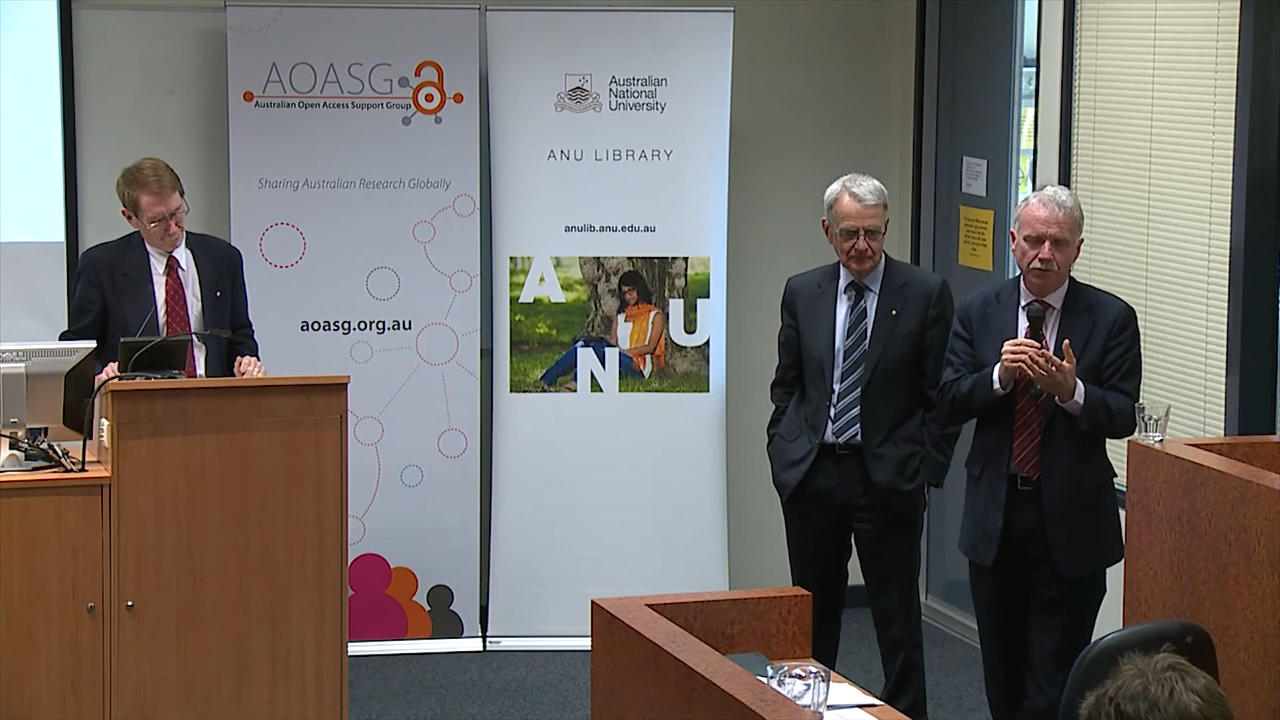 AOASG
Australian Open Access Support Group
Sharing Australian Research Globally
aoasg.org.au
Australian
National
University
ANU LIBRARY
anulib.anu.edu.au
A
N
U